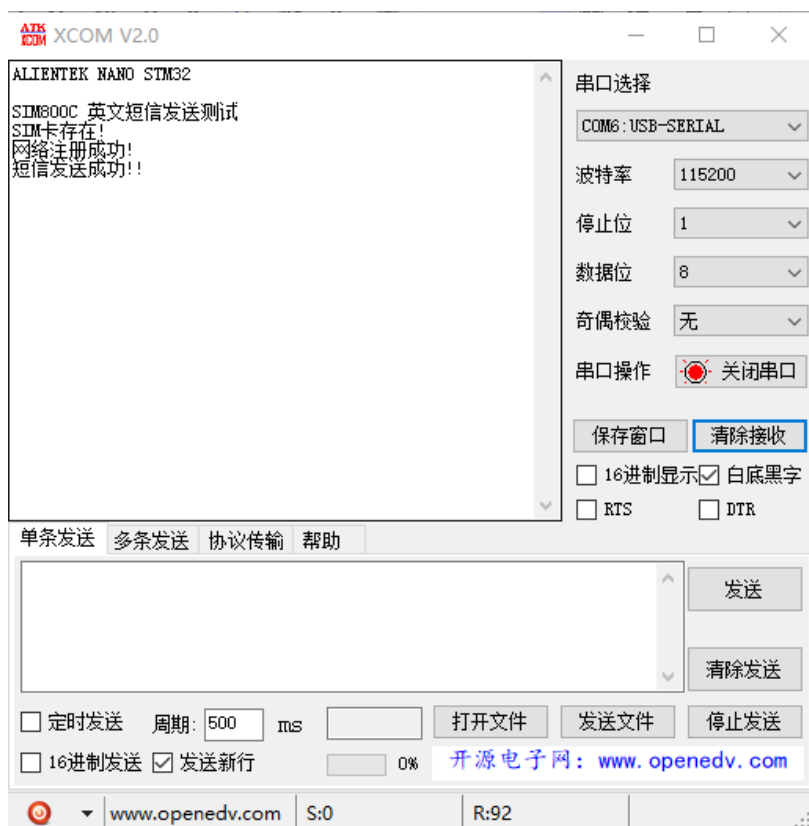 ATK XCOM XCOM V2.0
ALIENTEK NANO STM32
SIM800C 英文短信发送测试
SIM卡存在!
网络注册成功!
短信发送成功!!
串口选择
COM6:USB-SERIAL
波特率 115200
停止位 1
数据位 8
奇偶校验 无
串口操作 关闭串口
保存窗口 清除接收
16进制显示 白底黑字
RTS DTR
单条发送 多条发送 协议传输 帮助
发送
清除发送
定时发送 周期: 500 ms 打开文件 发送文件 停止发送
16进制发送 发送新行 0% 开源电子网: www.openedv.com
www.openedv.com S:0 R:92